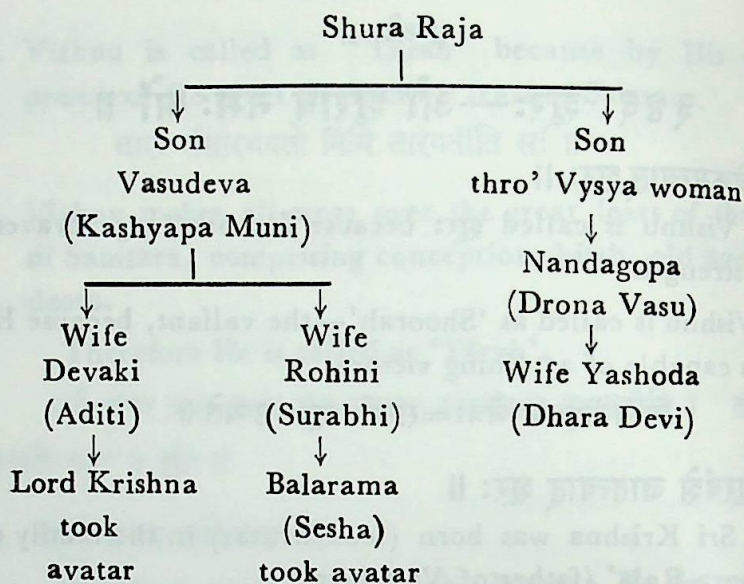 Shura Raja
Son
Vasudeva
(Kashyapa Muni)
Son
thro' Vysya woman
Nandagopa
(Drona Vasu)
Wife Yashoda
(Dhara Devi)
Wife
Devaki
(Aditi)
Lord Krishna
took
avatar
Wife
Rohini
(Surabhi)
Balarama
(Sesha)
took avatar